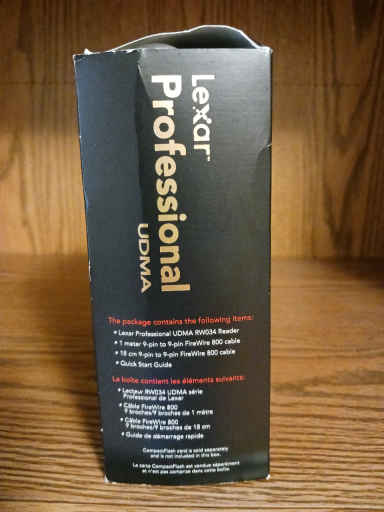 Lexar™
Professional
UDMA
The package contains the following items:
* Lexar Professional UDMA RW034 Reader
* 1 meter 9-pin to 9-pin FireWire 800 cable
* 18 cm 9-pin to 9-pin FireWire 800 cable
* Quick Start Guide
La boîte contient les éléments suivants:
* Lecteur RW034 UDMA série
Professional de Lexar
* Câble FireWire 800
9 broches/9 broches de 1 mètre
* Câble FireWire 800
9 broches/9 broches de 18 cm
* Guide de démarrage rapide
CompactFlash card is sold separately
and is not included in this box.
La carte CompactFlash est vendue séparément
et n'est pas comprise dans cette boîte.